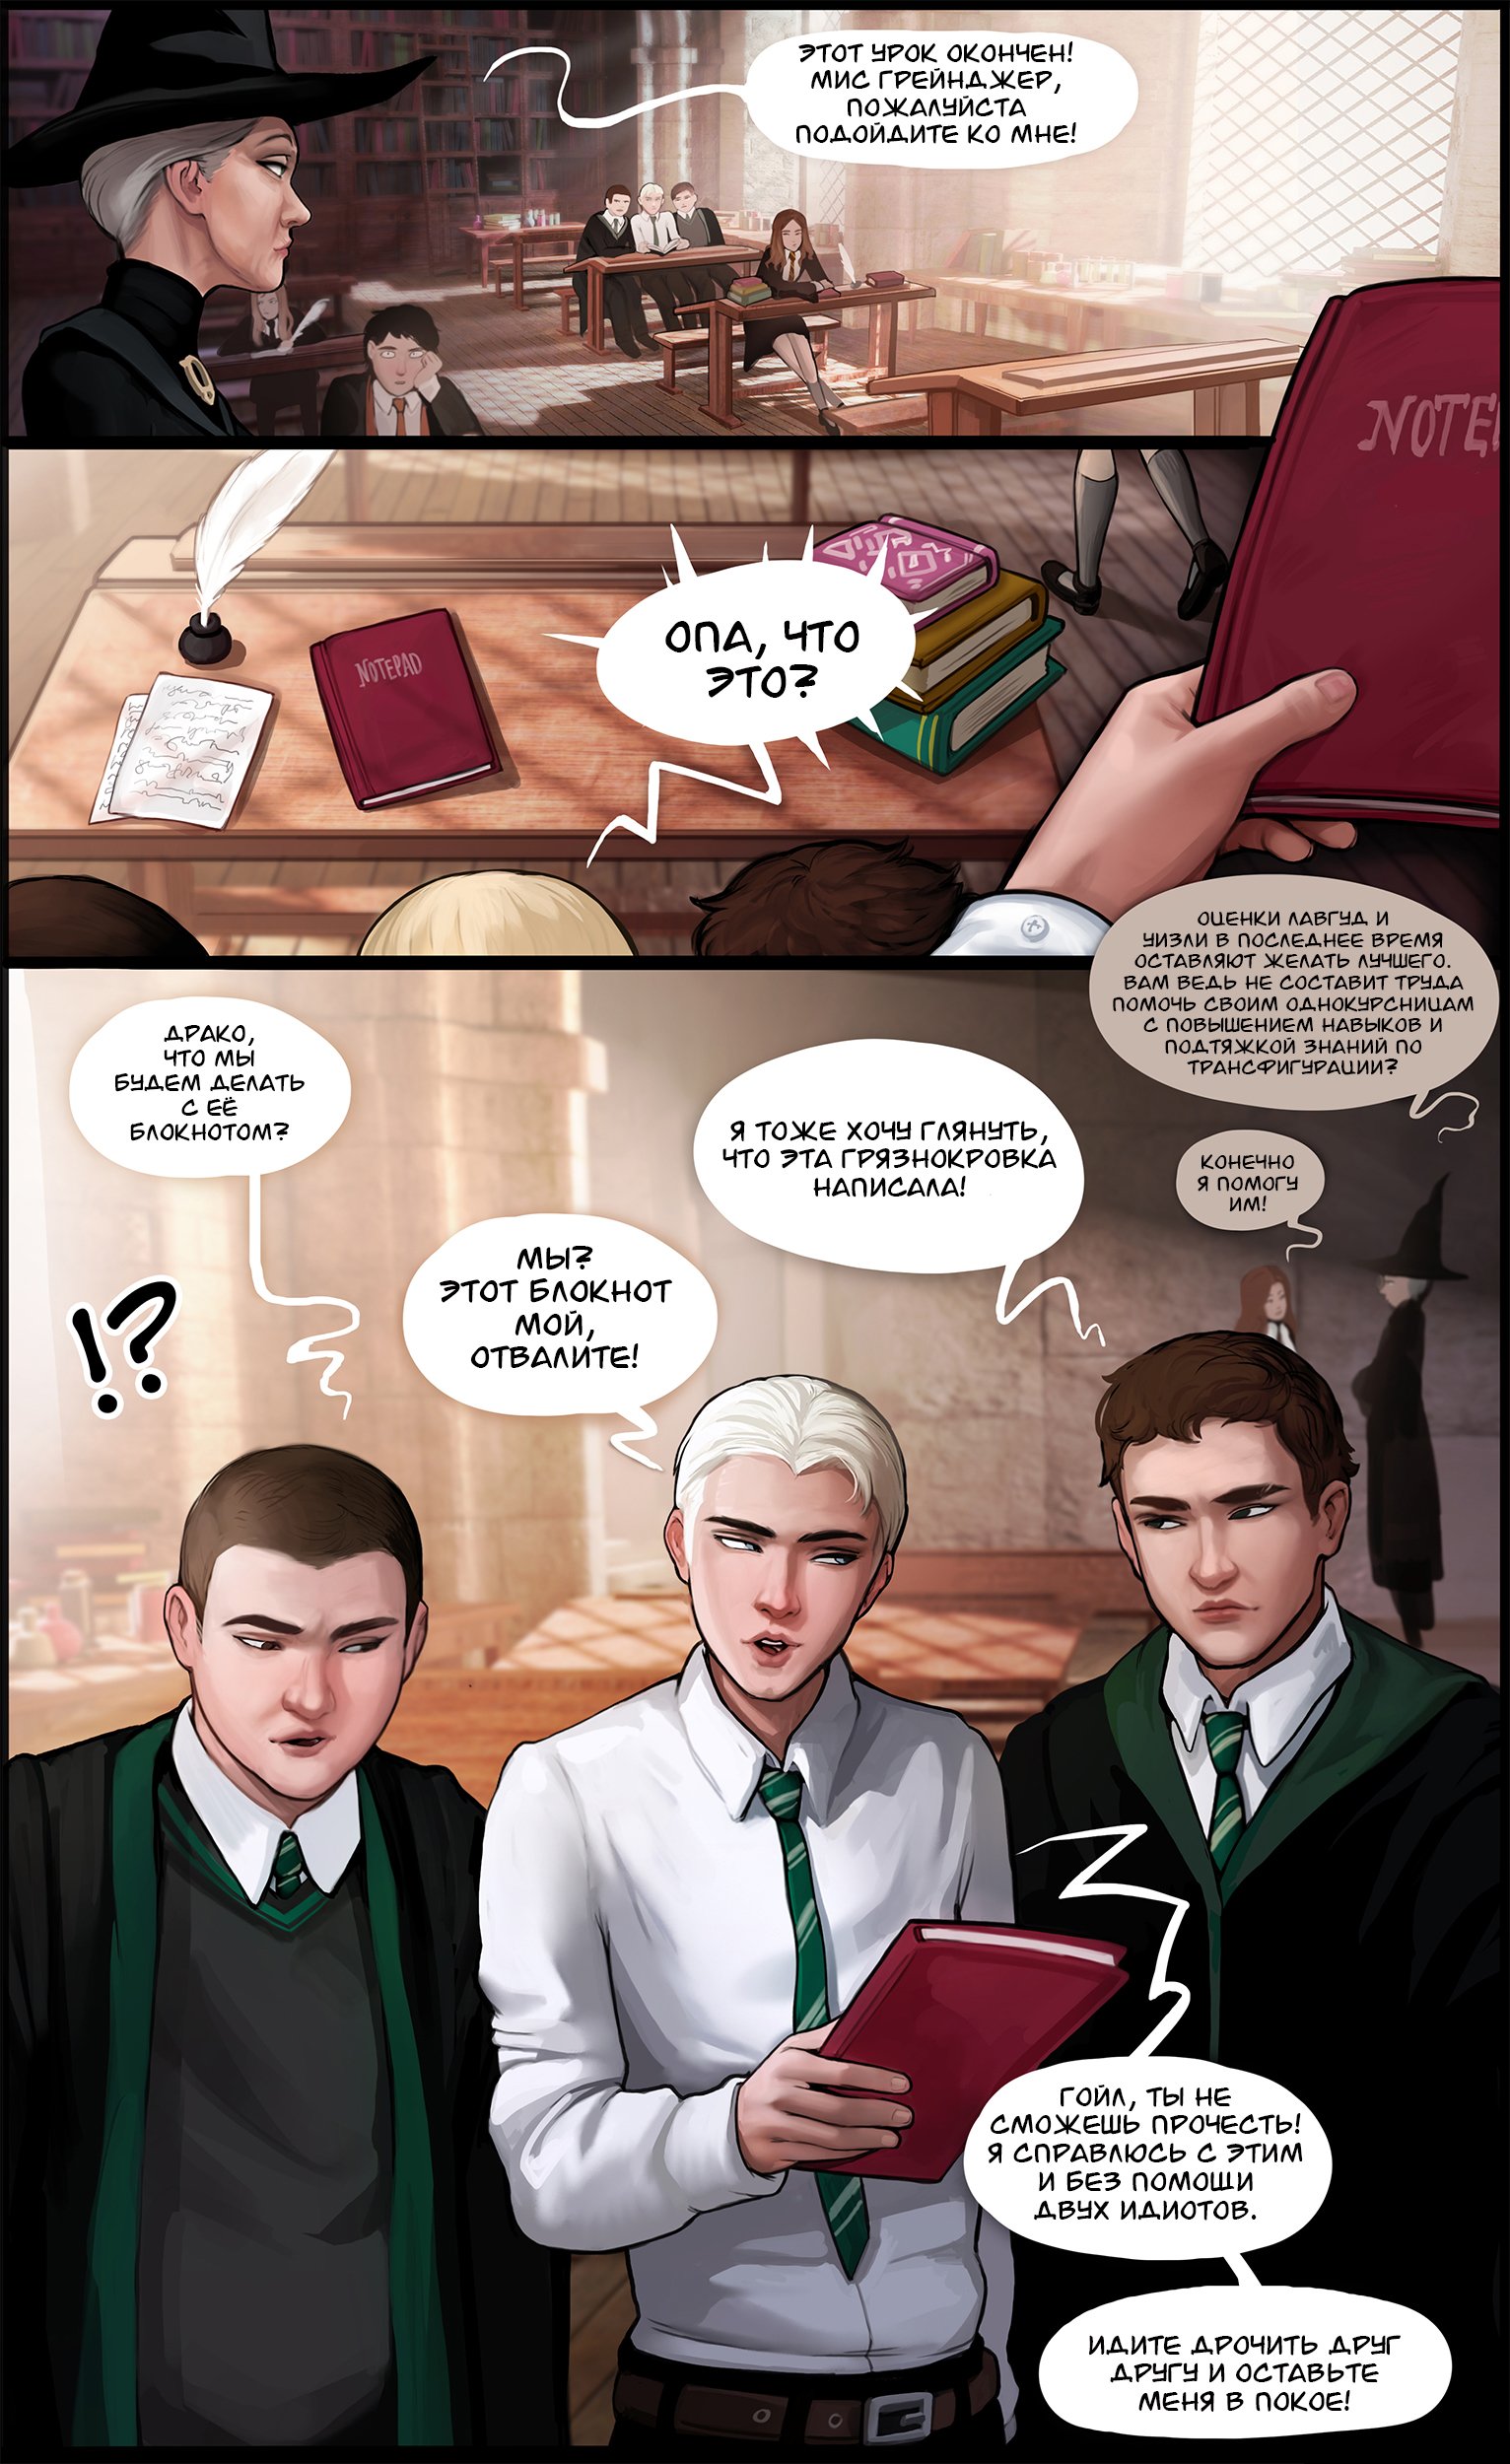 ЭТОТ УРОК ОКОНЧЕН!
МИС ГРЕЙНДЖЕР,
ПОЖАЛУЙСТА
ПОДОЙДИТЕ КО МНЕ!
NOTEPAD
ОПА, ЧТО
ЭТО?
ОЦЕНКИ ЛАВГУД И
УИЗЛИ В ПОСЛЕДНЕЕ ВРЕМЯ
ОСТАВЛЯЮТ ЖЕЛАТЬ ЛУЧШЕГО.
ВАМ ВЕДЬ НЕ СОСТАВИТ ТРУДА
ПОМОЧЬ СВОИМ ОДНОКУРСНИЦАМ
С ПОВЫШЕНИЕМ НАВЫКОВ И
ПОДТЯЖКОЙ ЗНАНИЙ ПО
ТРАНСФИГУРАЦИИ?
КОНЕЧНО
Я ПОМОГУ
ИМ!
ДРАКО,
ЧТО МЫ
БУДЕМ ДЕЛАТЬ
С ЕЁ
БЛОКНОТОМ?
!?
МЫ?
ЭТОТ БЛОКНОТ
МОЙ,
ОТВАЛИТЕ!
Я ТОЖЕ ХОЧУ ГЛЯНУТЬ,
ЧТО ЭТА ГРЯЗНОКРОВКА
НАПИСАЛА!
ГОЙЛ, ТЫ НЕ
СМОЖЕШЬ ПРОЧЕСТЬ!
Я СПРАВЛЮСЬ С ЭТИМ
И БЕЗ ПОМОЩИ
ДВУХ ИДИОТОВ.
ИДИТЕ ДРОЧИТЬ ДРУГ
ДРУГУ И ОСТАВЬТЕ
МЕНЯ В ПОКОЕ!